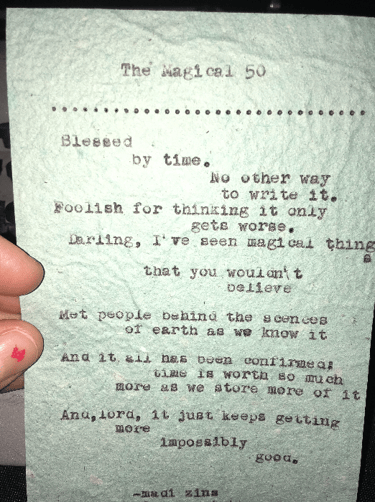 The Magical 50
......................................
Blessed
by time.
No other way
to write it.
Foolish for thinking it only
gets worse.
Darling, I've seen magical thing
s
that you wouldn't
believe
Met people behind the scences
of earth as we know it
And it all has been confirmed:
time is worth so much
more as we store more of it
And,lord, it just keeps getting
more
impossibly
good.
-madi zins